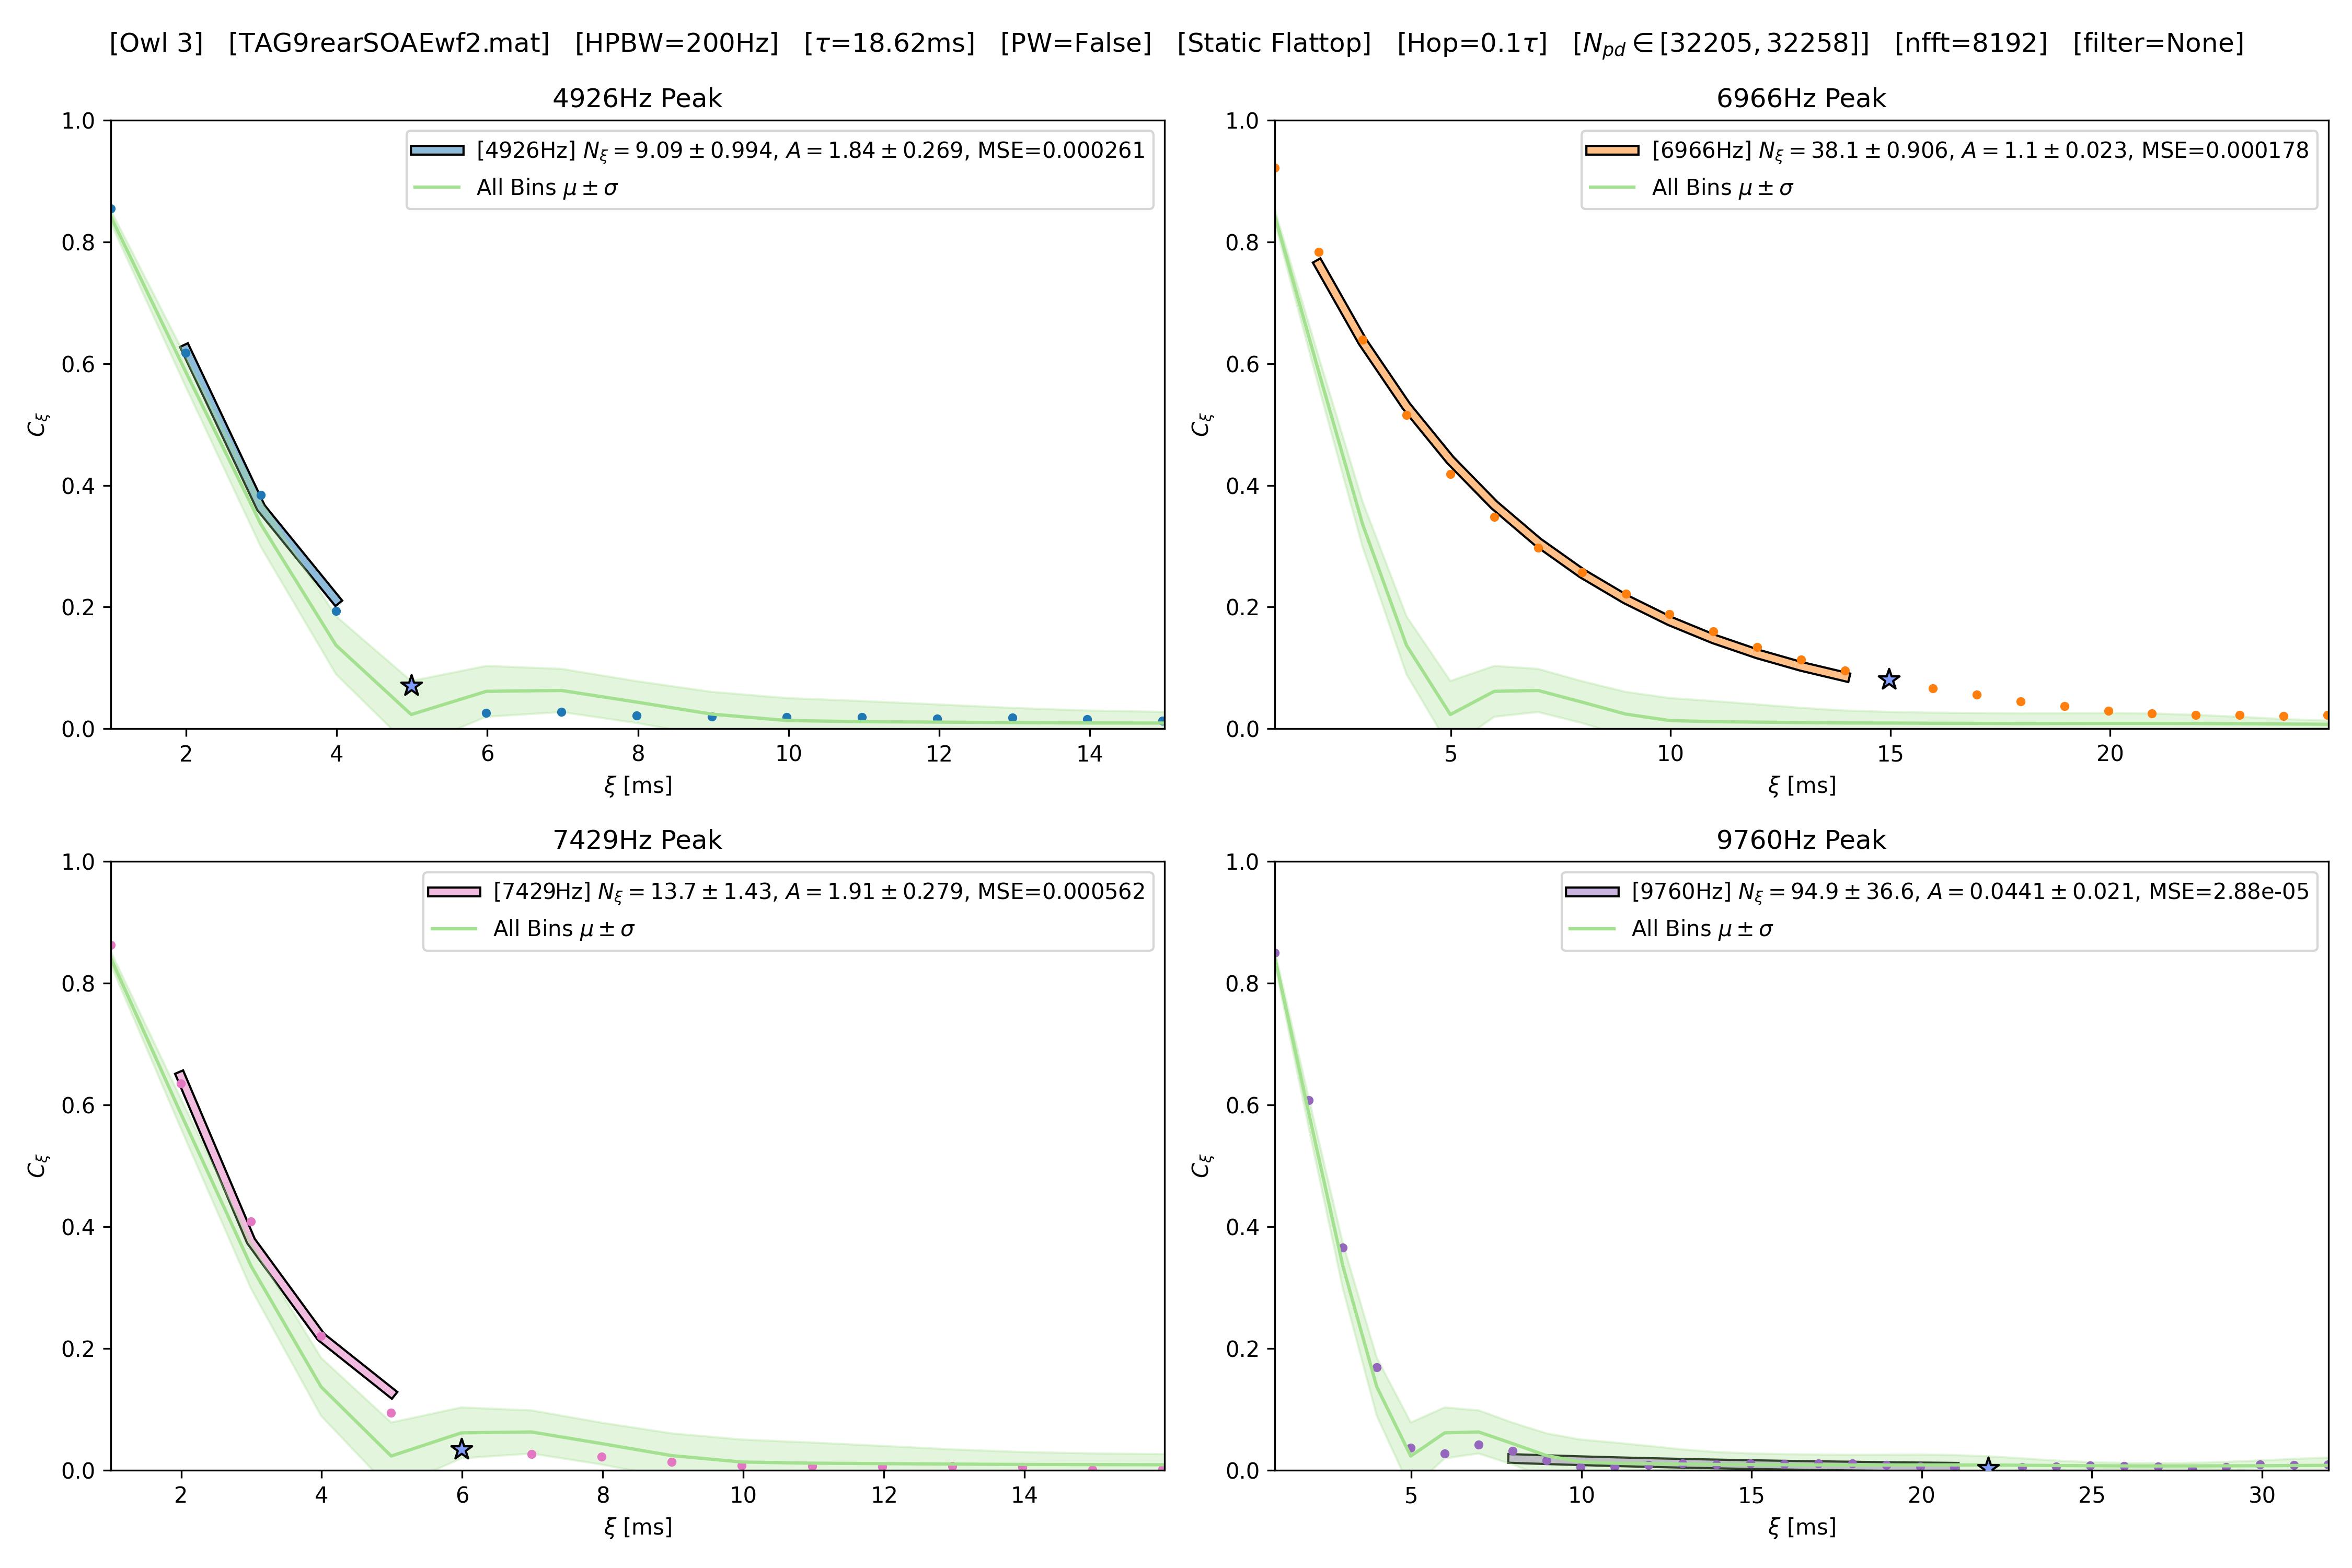 [Owl 3] [TAG9rearSOAEwf2.mat] [HPBW=200Hz] [τ=18.62ms] [PW=False] [Static Flattop] [Hop=0.1τ] [N_pd ∈ [32205, 32258]] [nfft=8192] [filter=None]
4926Hz Peak
[4926Hz] N_ξ = 9.09 ± 0.994, A = 1.84 ± 0.269, MSE=0.000261
All Bins μ ± σ
1.0
0.8
0.6
0.4
0.2
0.0
C_ξ
2 4 6 8 10 12 14
ξ [ms]
6966Hz Peak
[6966Hz] N_ξ = 38.1 ± 0.906, A = 1.1 ± 0.023, MSE=0.000178
All Bins μ ± σ
1.0
0.8
0.6
0.4
0.2
0.0
C_ξ
5 10 15 20
ξ [ms]
7429Hz Peak
[7429Hz] N_ξ = 13.7 ± 1.43, A = 1.91 ± 0.279, MSE=0.000562
All Bins μ ± σ
1.0
0.8
0.6
0.4
0.2
0.0
C_ξ
2 4 6 8 10 12 14
ξ [ms]
9760Hz Peak
[9760Hz] N_ξ = 94.9 ± 36.6, A = 0.0441 ± 0.021, MSE=2.88e-05
All Bins μ ± σ
1.0
0.8
0.6
0.4
0.2
0.0
C_ξ
5 10 15 20 25 30
ξ [ms]